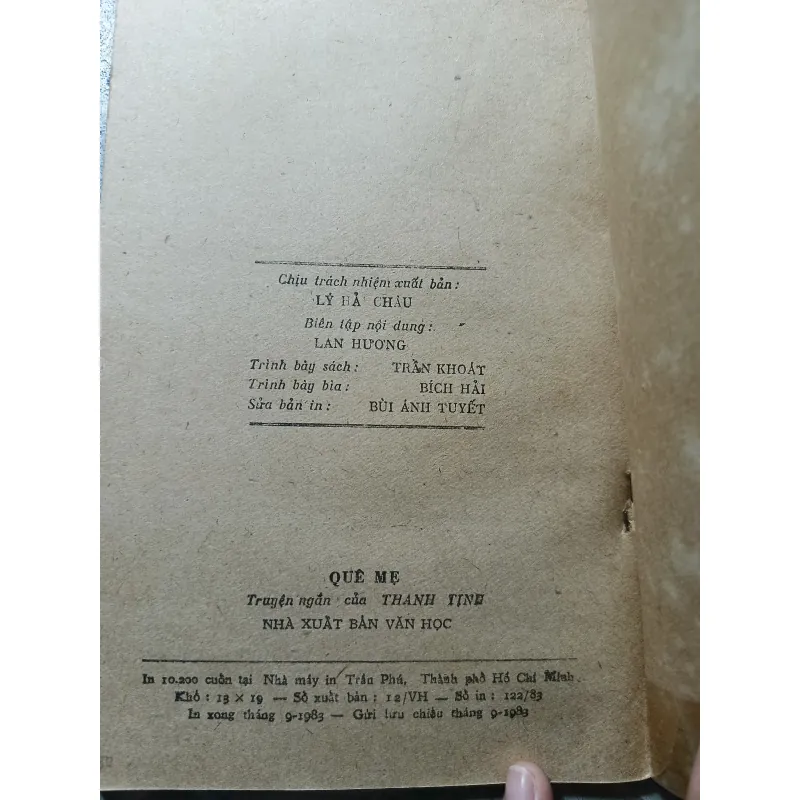 Chịu trách nhiệm xuất bản:
LÝ HẢI CHÂU
Biên tập nội dung:
LAN HƯƠNG
Trình bày sách: TRẦN KHOÁT
Trình bày bìa: BÍCH HẢI
Sửa bản in: BÙI ÁNH TUYẾT
QUÊ MẸ
Truyện ngắn của THANH TỊNH
NHÀ XUẤT BẢN VĂN HỌC
In 10.200 cuốn tại Nhà máy in Trần Phú, Thành phố Hồ Chí Minh.
Khổ: 13 × 19 — Số xuất bản: 12/VH — Số in: 122/83
In xong tháng 9-1983 — Gửi lưu chiểu tháng 9-1983